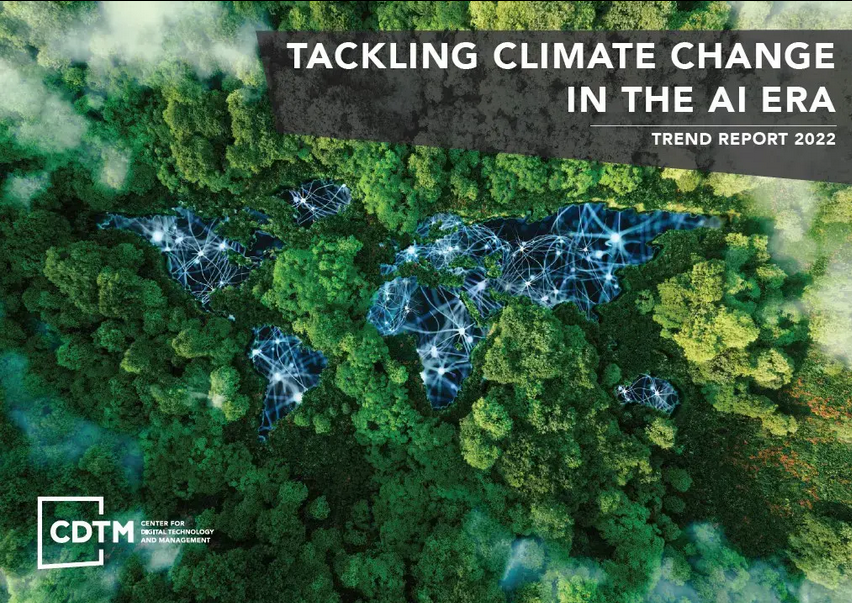 TACKLING CLIMATE CHANGE
IN THE AI ERA
TREND REPORT 2022
CDTM
CENTER FOR
DIGITAL TECHNOLOGY
AND MANAGEMENT